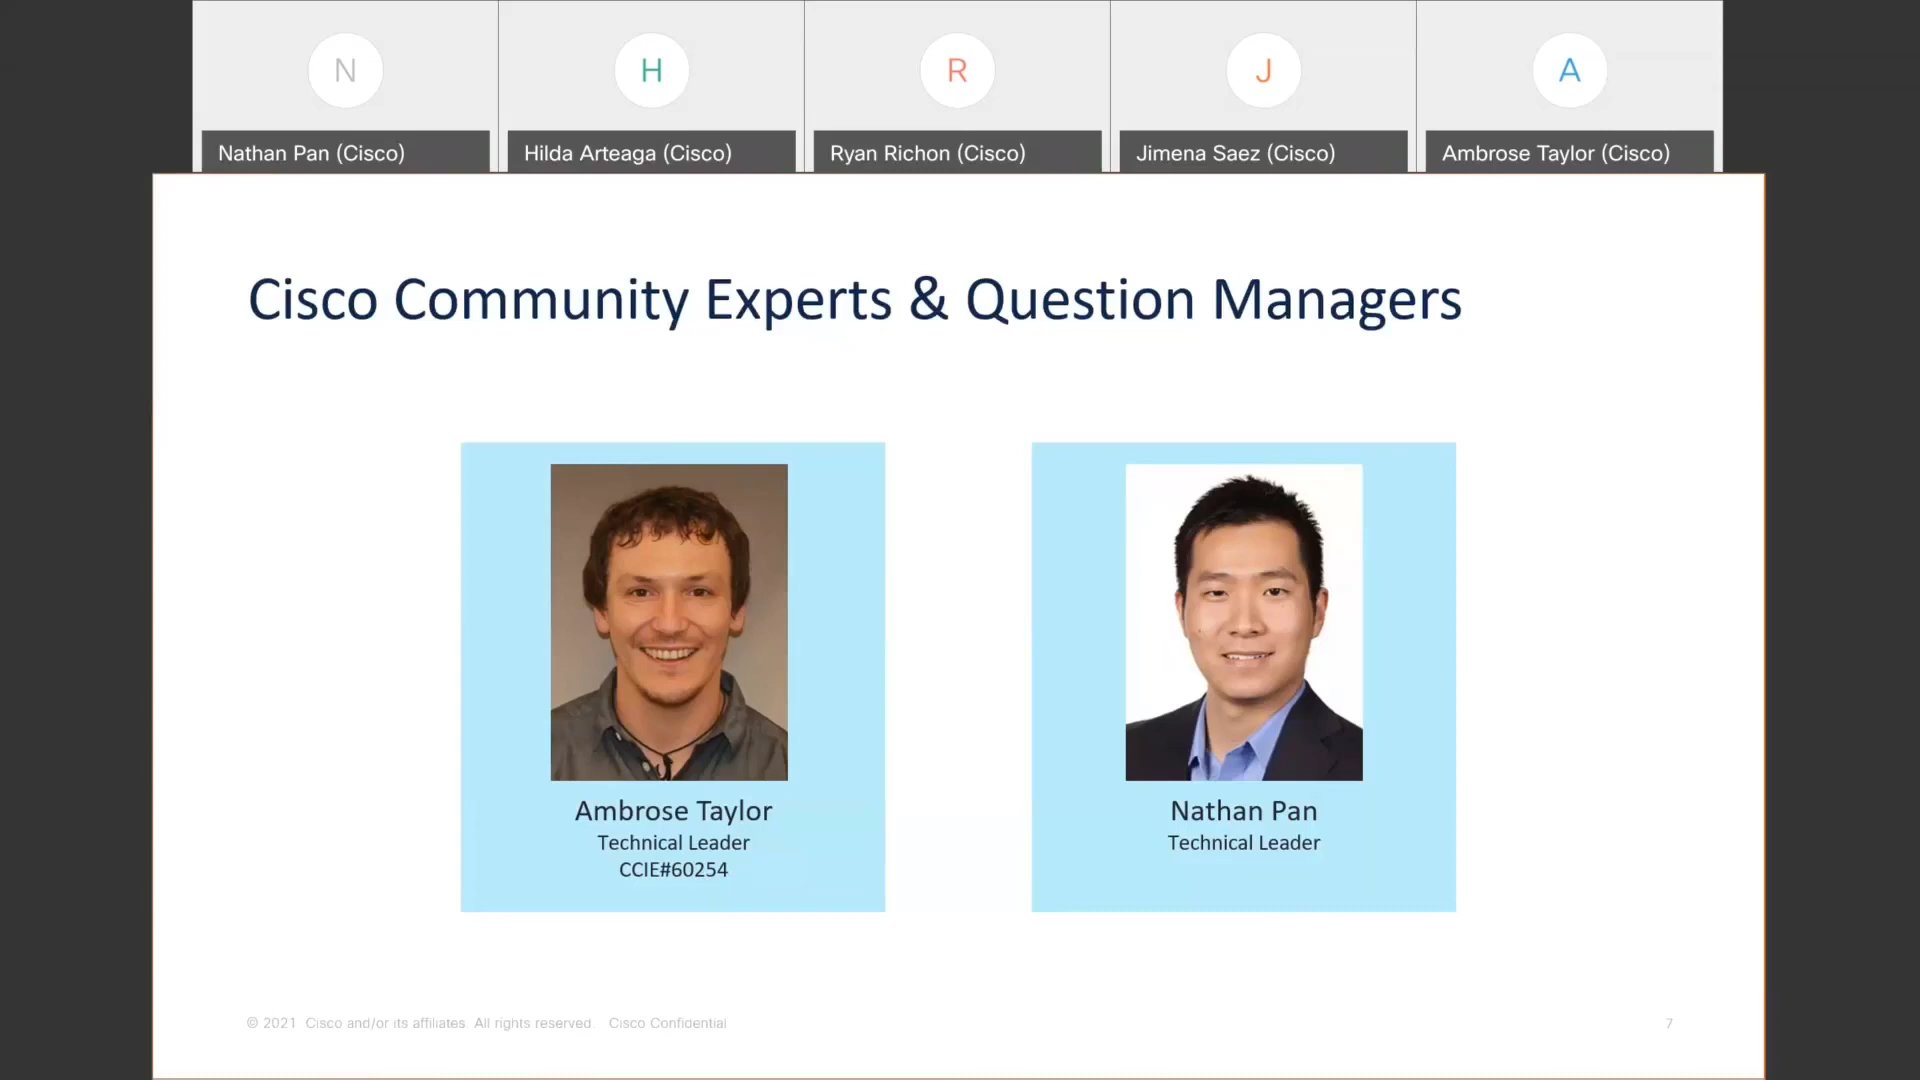 N
H
R
J
A
Nathan Pan (Cisco)
Hilda Arteaga (Cisco)
Ryan Richon (Cisco)
Jimena Saez (Cisco)
Ambrose Taylor (Cisco)
Cisco Community Experts & Question Managers
Ambrose Taylor
Technical Leader
CCIE#60254
Nathan Pan
Technical Leader
© 2021 Cisco and/or its affiliates. All rights reserved. Cisco Confidential
7